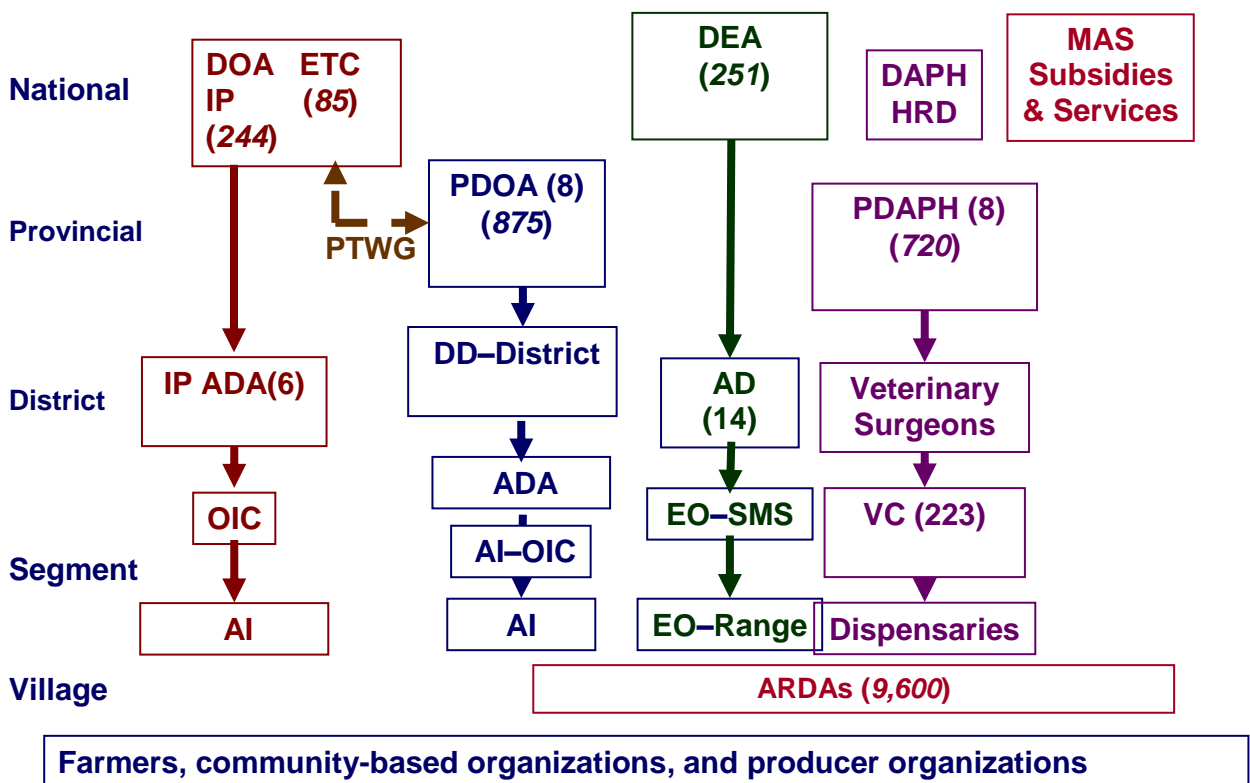 National
DOA ETC
IP (85)
(244)
DEA
(251)
DAPH
HRD
MAS
Subsidies
& Services
Provincial
PTWG
PDOA (8)
(875)
PDAPH (8)
(720)
District
IP ADA(6)
DD–District
AD
(14)
Veterinary
Surgeons
ADA
OIC
EO–SMS
VC (223)
Segment
AI–OIC
AI
AI
EO–Range
Dispensaries
Village
ARDAs (9,600)
Farmers, community-based organizations, and producer organizations